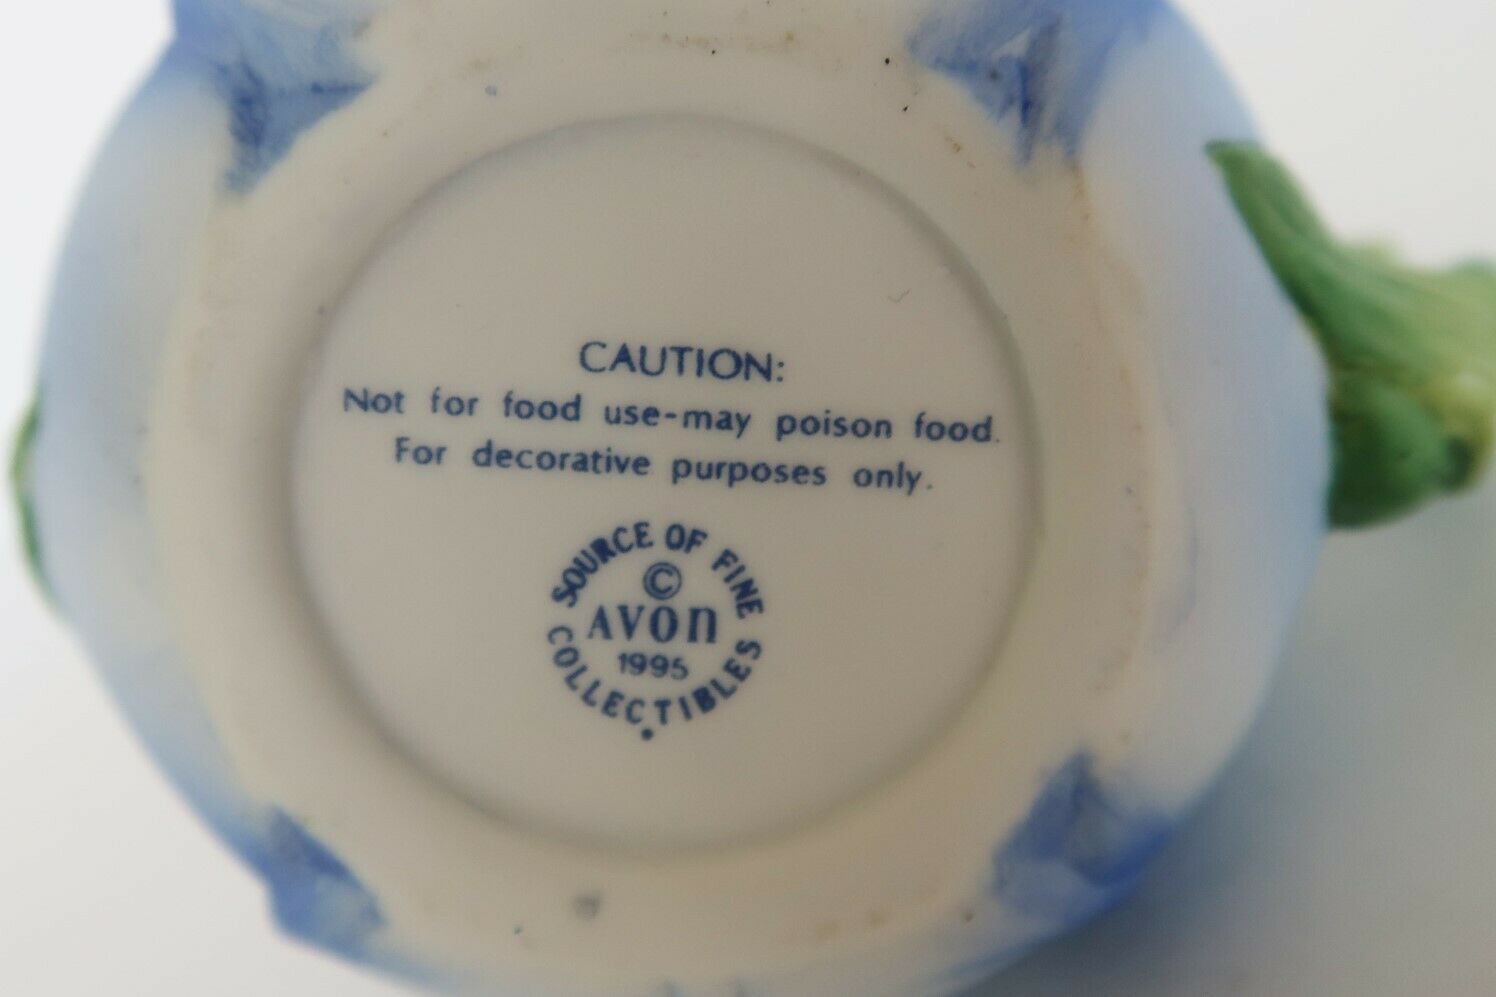 CAUTION:
Not for food use-may poison food.
For decorative purposes only.
SOURCE OF FINE
©
AVON
1995
COLLECTIBLES